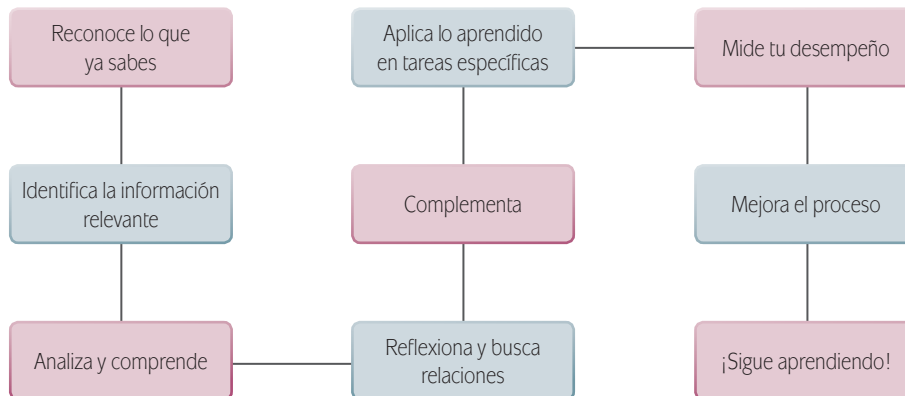 Reconoce lo que
ya sabes
Identifica la información
relevante
Analiza y comprende
Reflexiona y busca
relaciones
Complementa
Aplica lo aprendido
en tareas específicas
Mide tu desempeño
Mejora el proceso
¡Sigue aprendiendo!